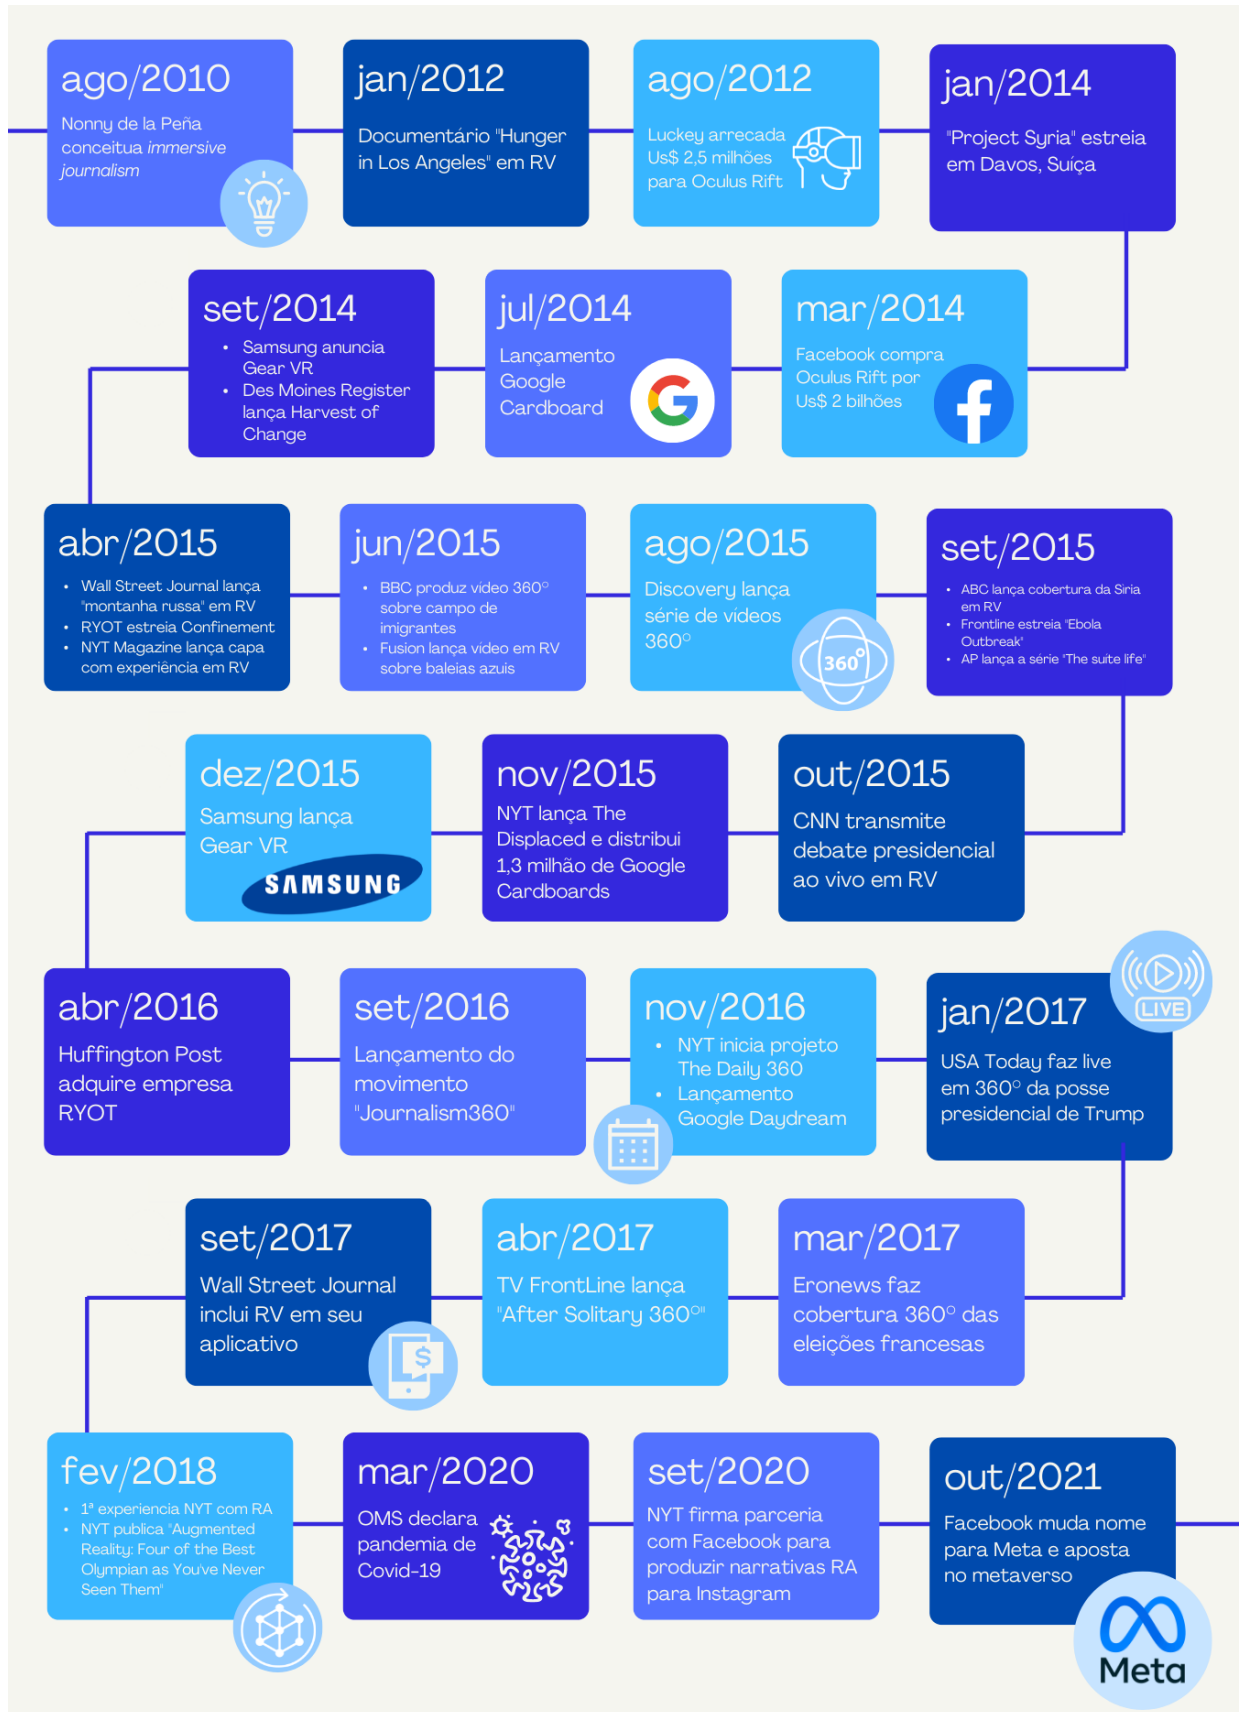 ago/2010
Nonny de la Peña
conceitua immersive
journalism
jan/2012
Documentário "Hunger
in Los Angeles" em RV
ago/2012
Luckey arrecada
Us$ 2,5 milhões
para Oculus Rift
jan/2014
"Project Syria" estreia
em Davos, Suíça
mar/2014
Facebook compra
Oculus Rift por
Us$ 2 bilhões
jul/2014
Lançamento
Google
Cardboard
set/2014
• Samsung anuncia
Gear VR
• Des Moines Register
lança Harvest of
Change
abr/2015
• Wall Street Journal lança
"montanha russa" em RV
• RYOT estreia Confinement
• NYT Magazine lança capa
com experiência em RV
jun/2015
• BBC produz vídeo 360º
sobre campo de
imigrantes
• Fusion lança vídeo em RV
sobre baleias azuis
ago/2015
Discovery lança
série de vídeos
360º
360°
set/2015
• ABC lança cobertura da Síria
em RV
• Frontline estreia "Ebola
Outbreak"
• AP lança a série "The suite life"
out/2015
CNN transmite
debate presidencial
ao vivo em RV
nov/2015
NYT lança The
Displaced e distribui
1,3 milhão de Google
Cardboards
dez/2015
Samsung lança
Gear VR
SAMSUNG
abr/2016
Huffington Post
adquire empresa
RYOT
set/2016
Lançamento do
movimento
"Journalism360"
nov/2016
• NYT inicia projeto
The Daily 360
• Lançamento
Google Daydream
jan/2017
LIVE
USA Today faz live
em 360º da posse
presidencial de Trump
mar/2017
Eronews faz
cobertura 360º das
eleições francesas
abr/2017
TV FrontLine lança
"After Solitary 360º"
set/2017
Wall Street Journal
inclui RV em seu
aplicativo
$
fev/2018
• 1ª experiencia NYT com RA
• NYT publica "Augmented
Reality: Four of the Best
Olympian as You've Never
Seen Them"
mar/2020
OMS declara
pandemia de
Covid-19
set/2020
NYT firma parceria
com Facebook para
produzir narrativas RA
para Instagram
out/2021
Facebook muda nome
para Meta e aposta
no metaverso
Meta